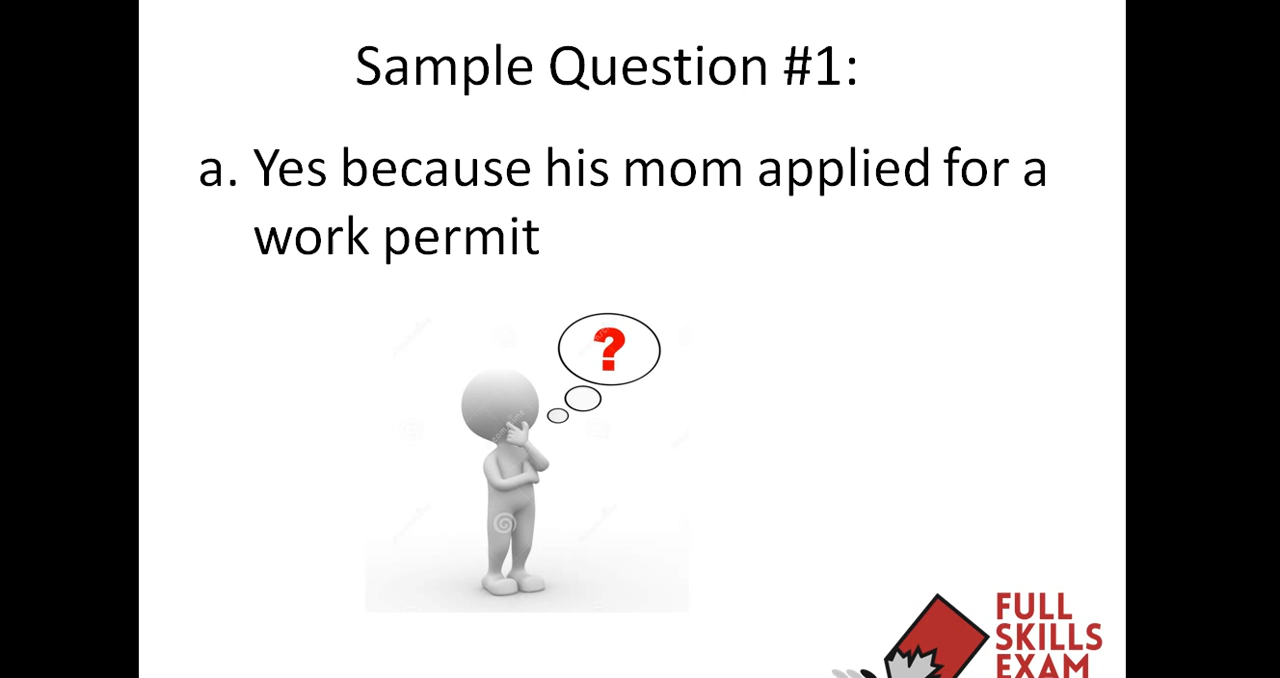 Sample Question #1:
a. Yes because his mom applied for a
work permit
?
FULL
SKILLS
EXAM